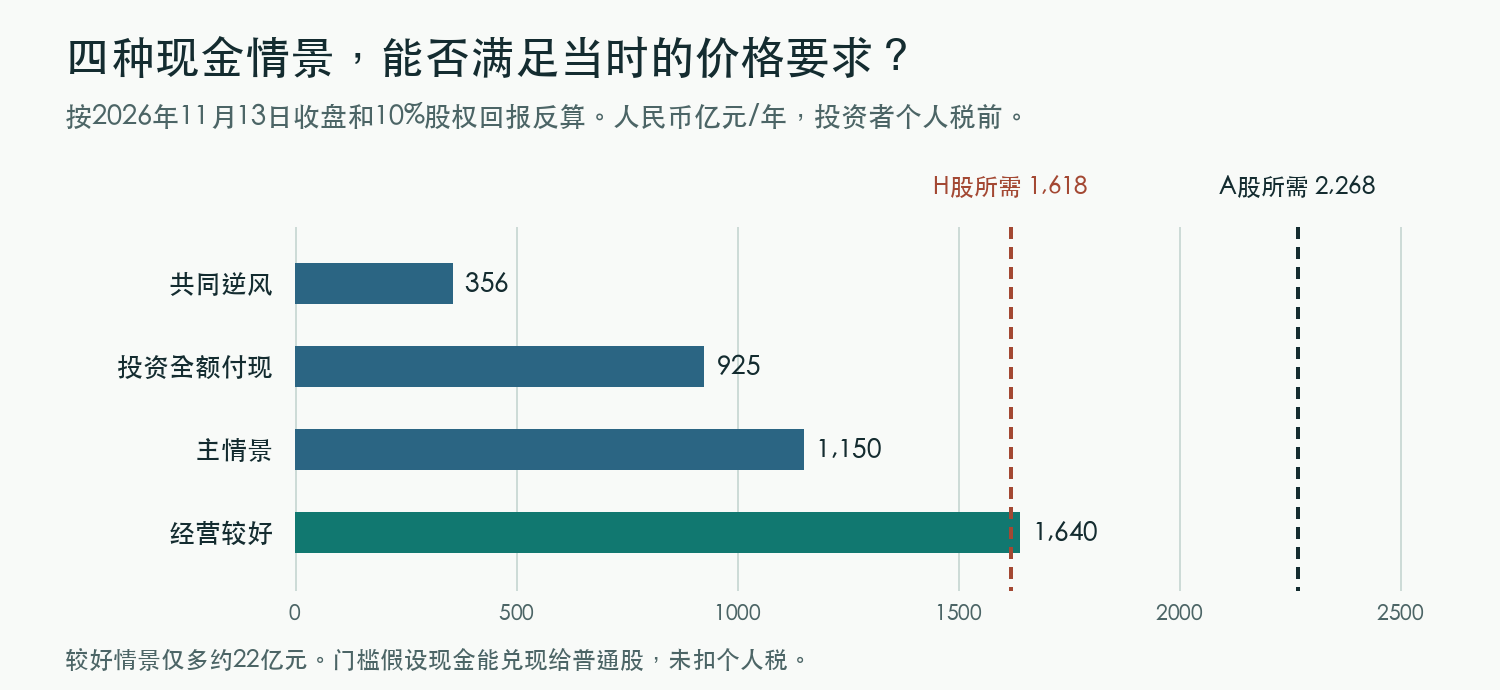 四种现金情景，能否满足当时的价格要求？
按2026年11月13日收盘和10%股权回报反算。人民币亿元/年，投资者个人税前。
H股所需 1,618
A股所需 2,268
共同逆风 356
投资全额付现 925
主情景 1,150
经营较好 1,640
0 500 1000 1500 2000 2500
较好情景仅多约22亿元。门槛假设现金能兑现给普通股，未扣个人税。